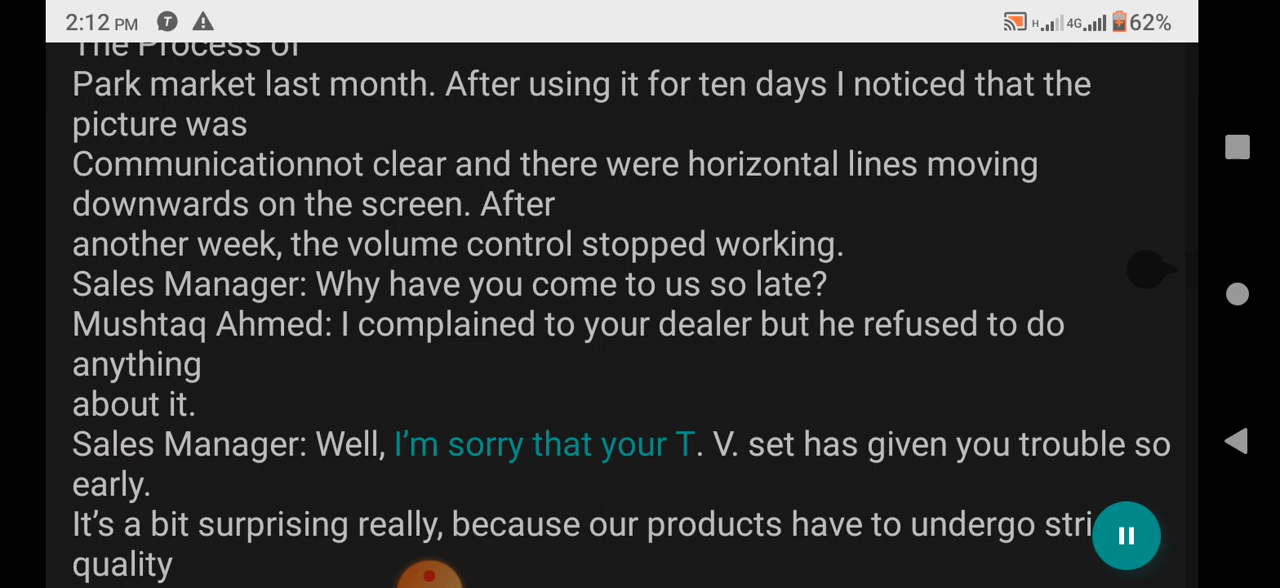 2:12 PM
H 4G 62%
The Process of
Park market last month. After using it for ten days I noticed that the
picture was
Communicationnot clear and there were horizontal lines moving
downwards on the screen. After
another week, the volume control stopped working.
Sales Manager: Why have you come to us so late?
Mushtaq Ahmed: I complained to your dealer but he refused to do
anything
about it.
Sales Manager: Well, I’m sorry that your T. V. set has given you trouble so
early.
It’s a bit surprising really, because our products have to undergo
quality